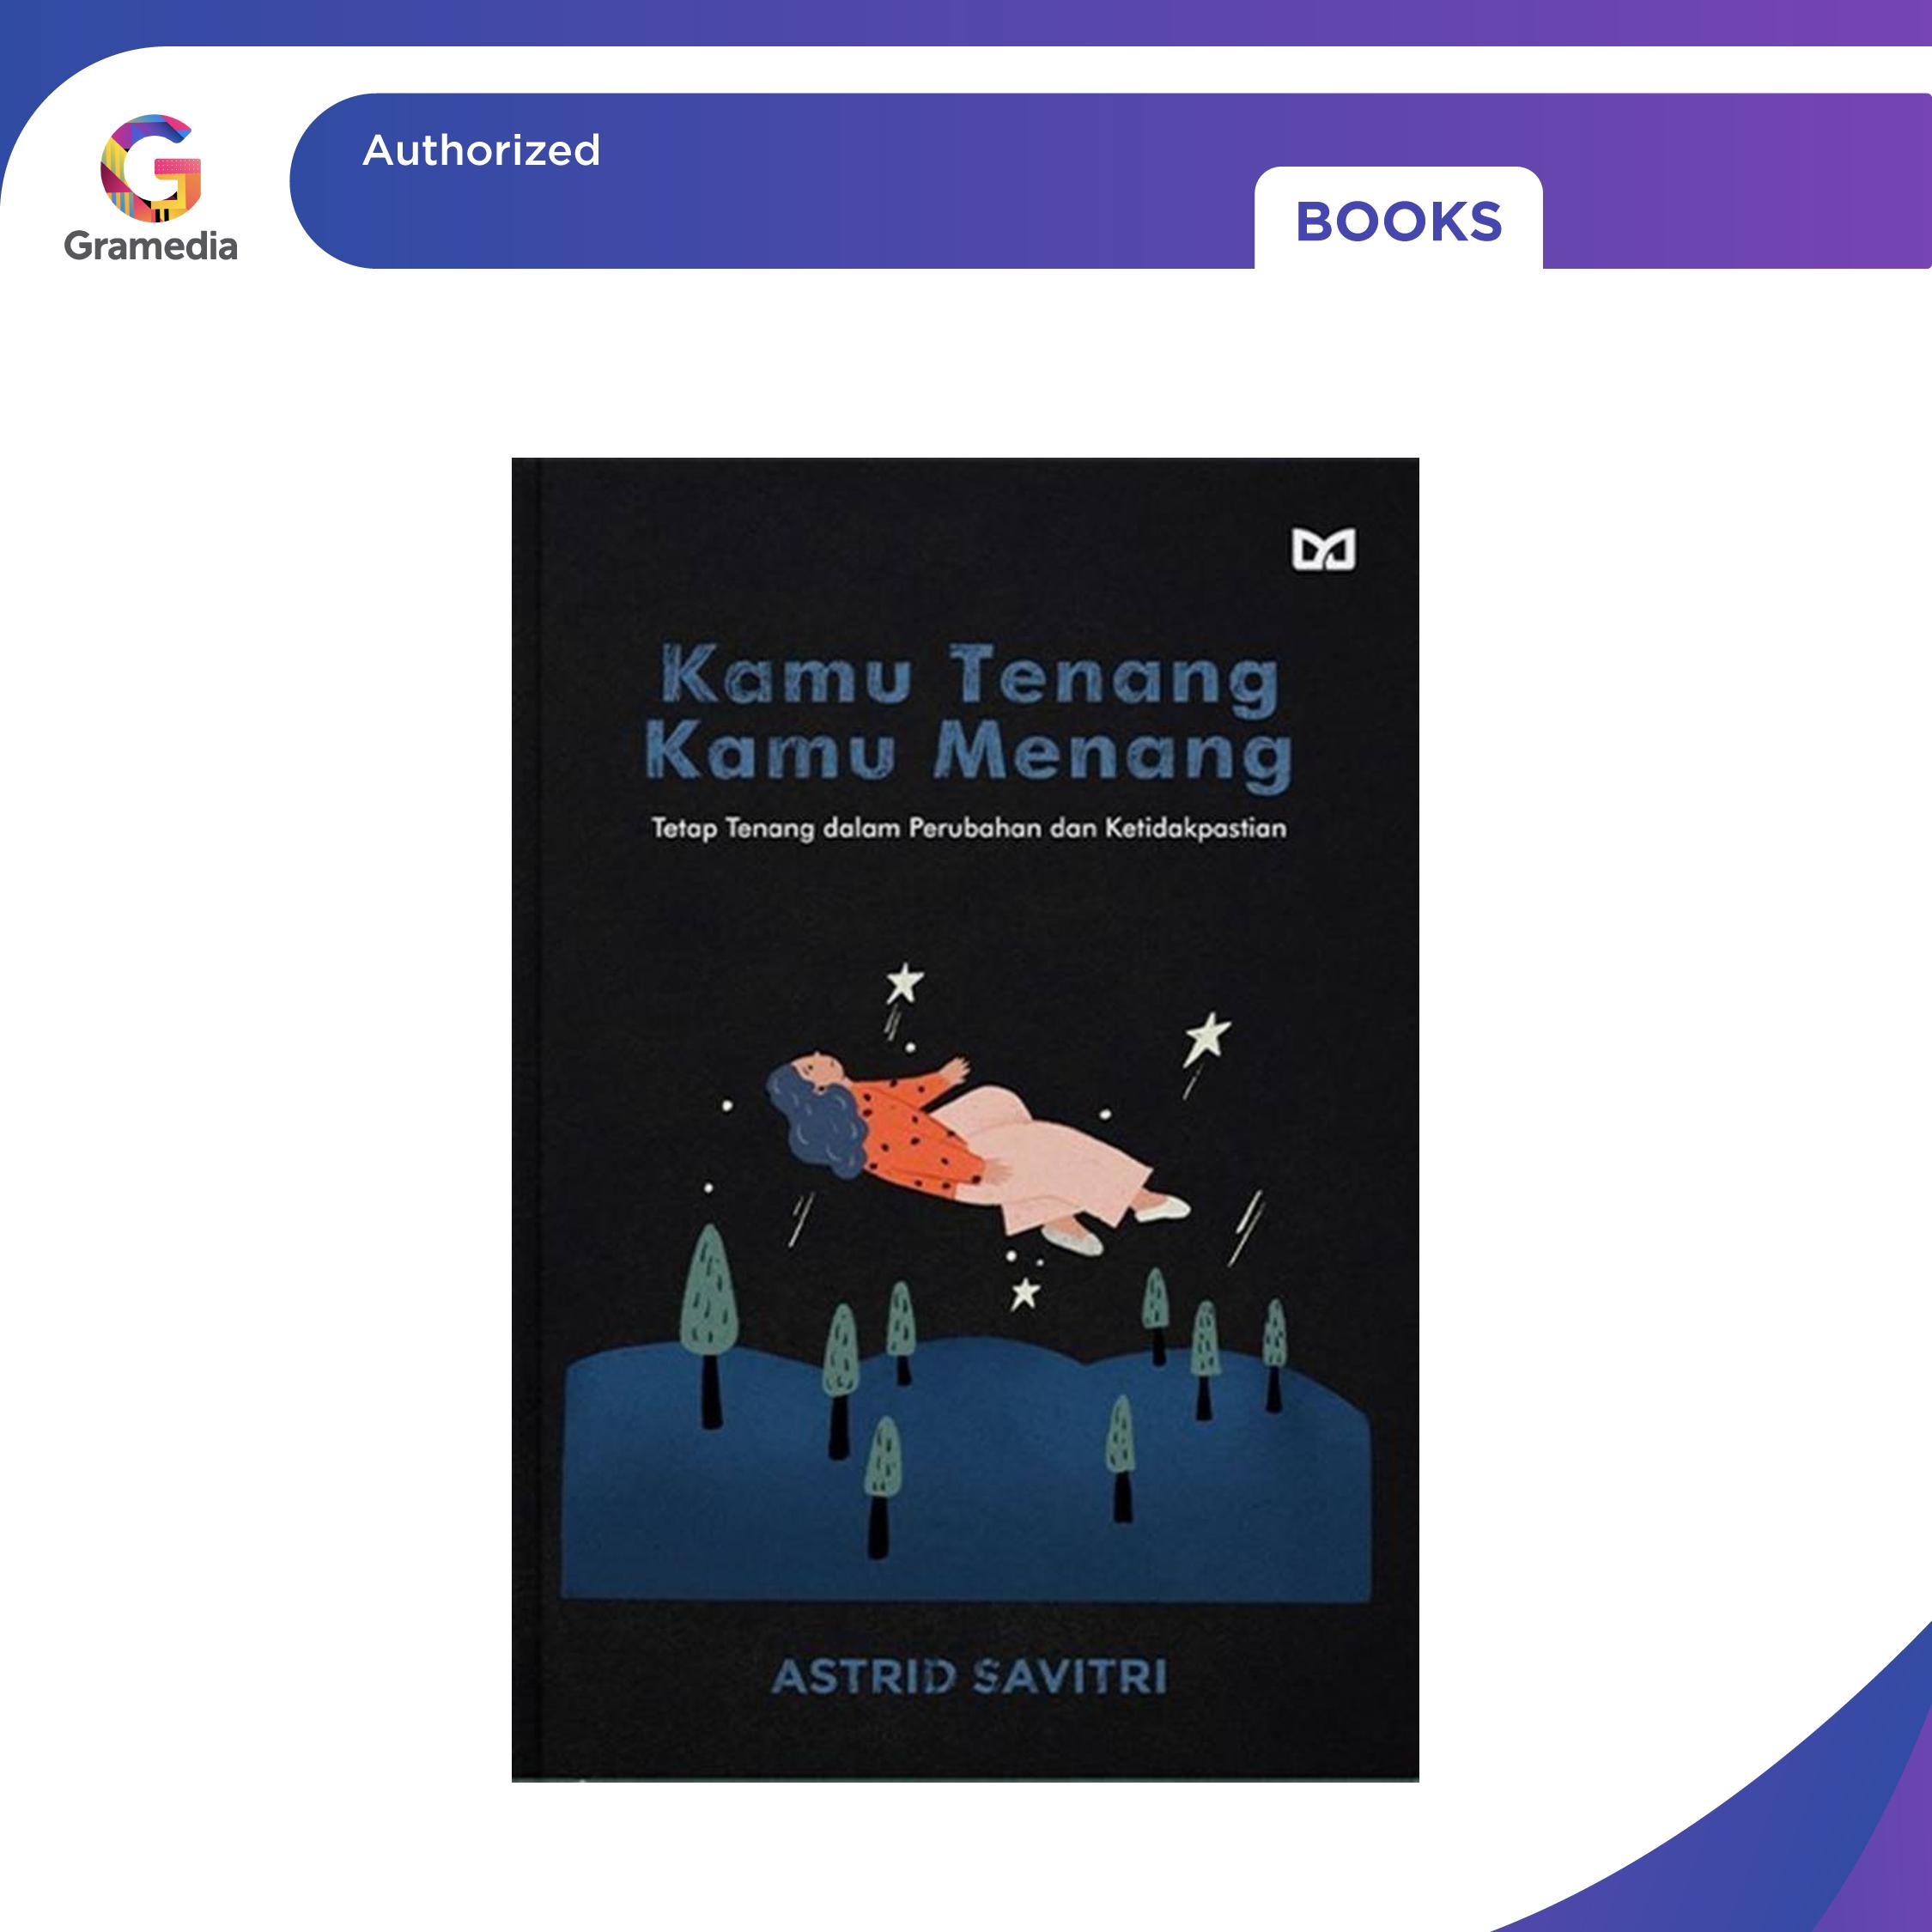 Authorized
BOOKS
Gramedia
Kamu Tenang
Kamu Menang
Tetap Tenang dalam Perubahan dan Ketidakpastian
ASTRID SAVITRI